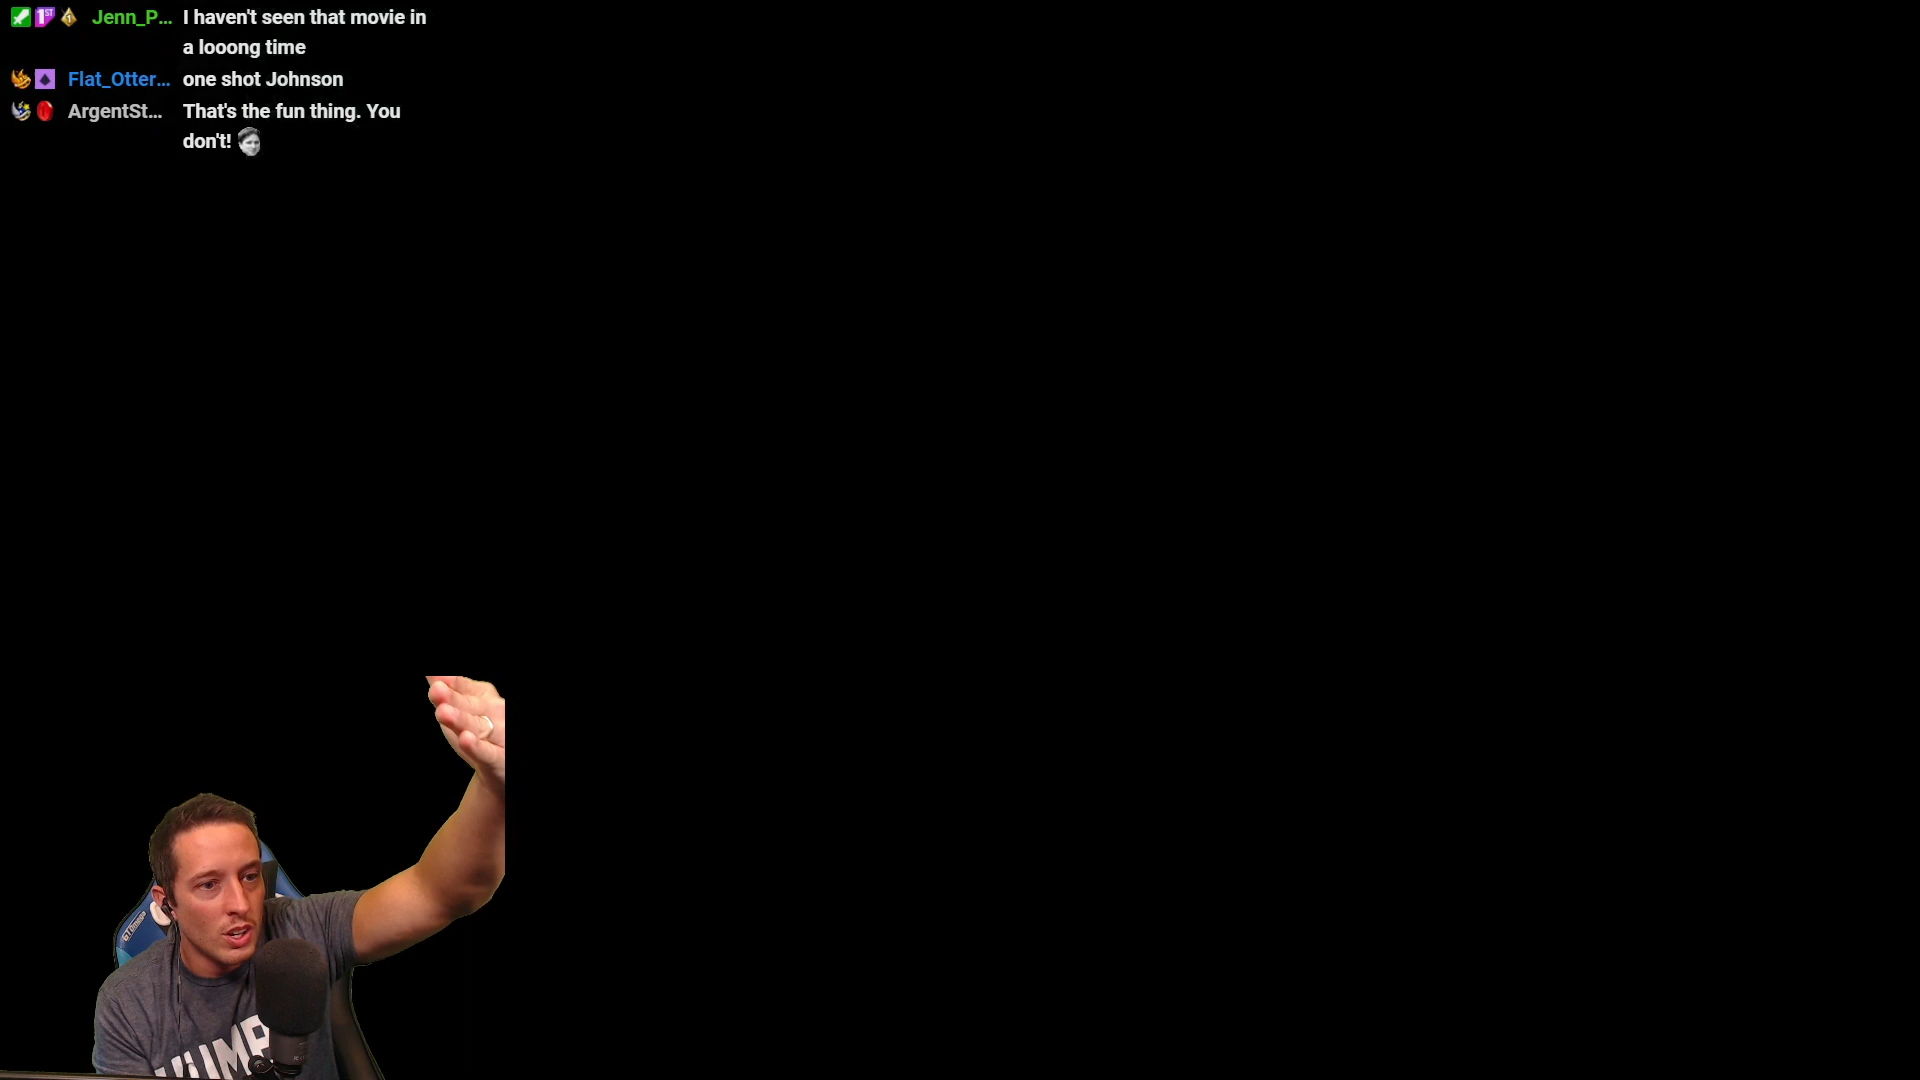 Jenn_P... I haven't seen that movie in
a looong time
Flat_Otter... one shot Johnson
ArgentSt... That's the fun thing. You
don't!
GTOmega